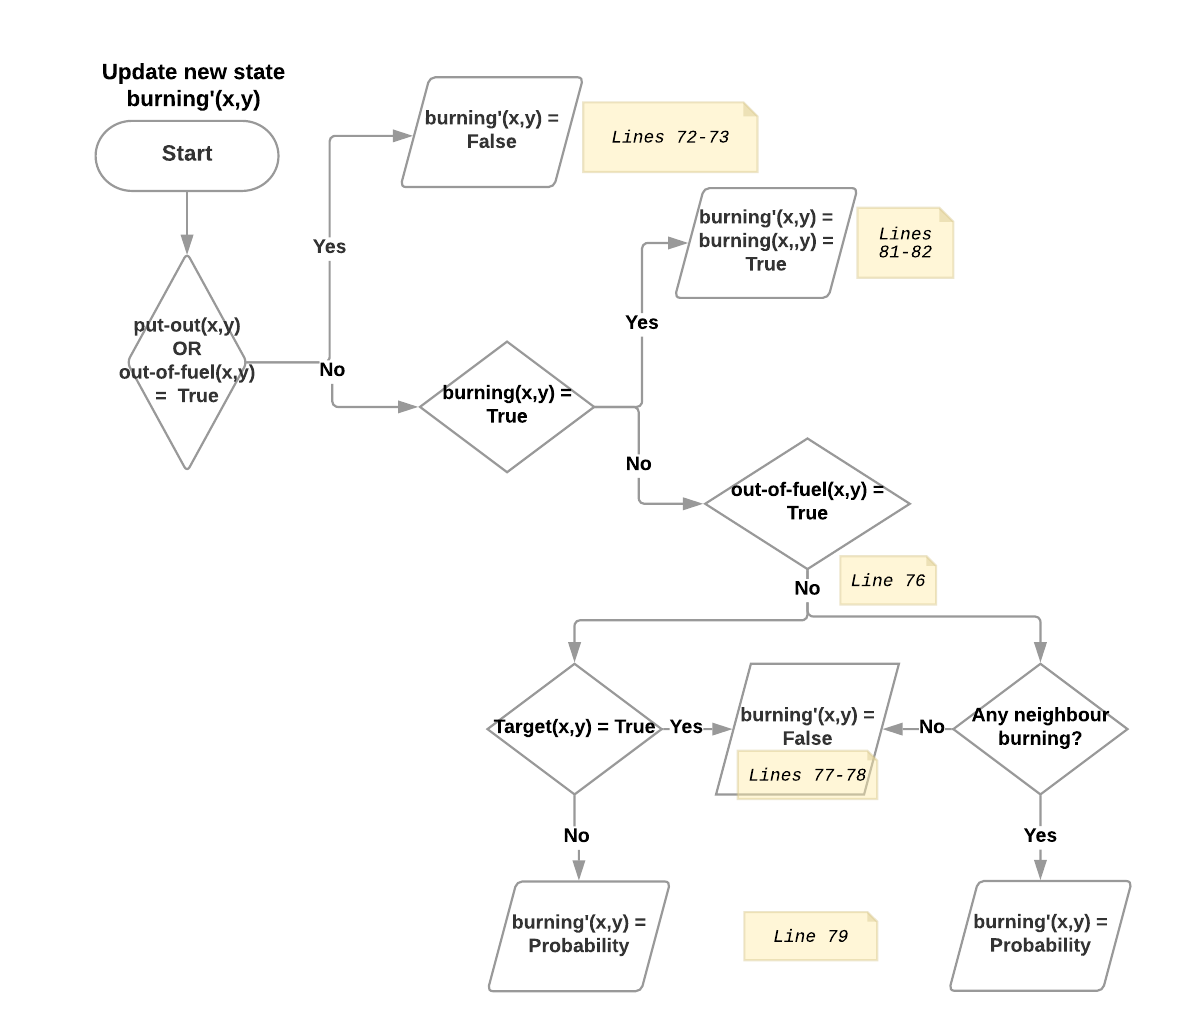 Update new state
burning'(x,y)
Start
put-out(x,y)
OR
out-of-fuel(x,y)
= True
Yes
No
burning'(x,y) =
False
Lines 72-73
burning(x,y) =
True
Yes
No
burning'(x,y) =
burning(x,,y) =
True
Lines
81-82
out-of-fuel(x,y) =
True
No
Line 76
Target(x,y) = True
Yes
burning'(x,y) =
False
Lines 77-78
No
Any neighbour
burning?
No
Yes
burning'(x,y) =
Probability
Line 79
burning'(x,y) =
Probability